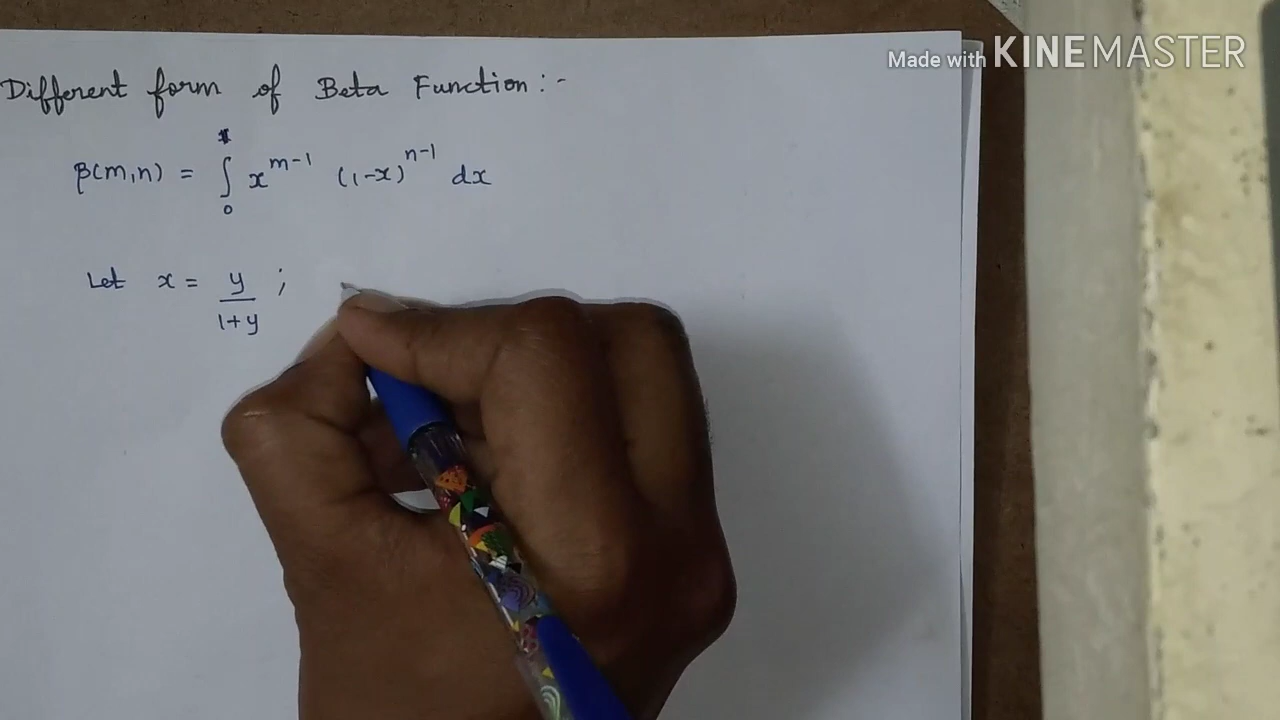 Made with KINEMASTER
Different form of Beta Function :-
β(m,n) = ∫₀¹ x^{m-1} (1-x)^{n-1} dx
Let x = y/(1+y) ;